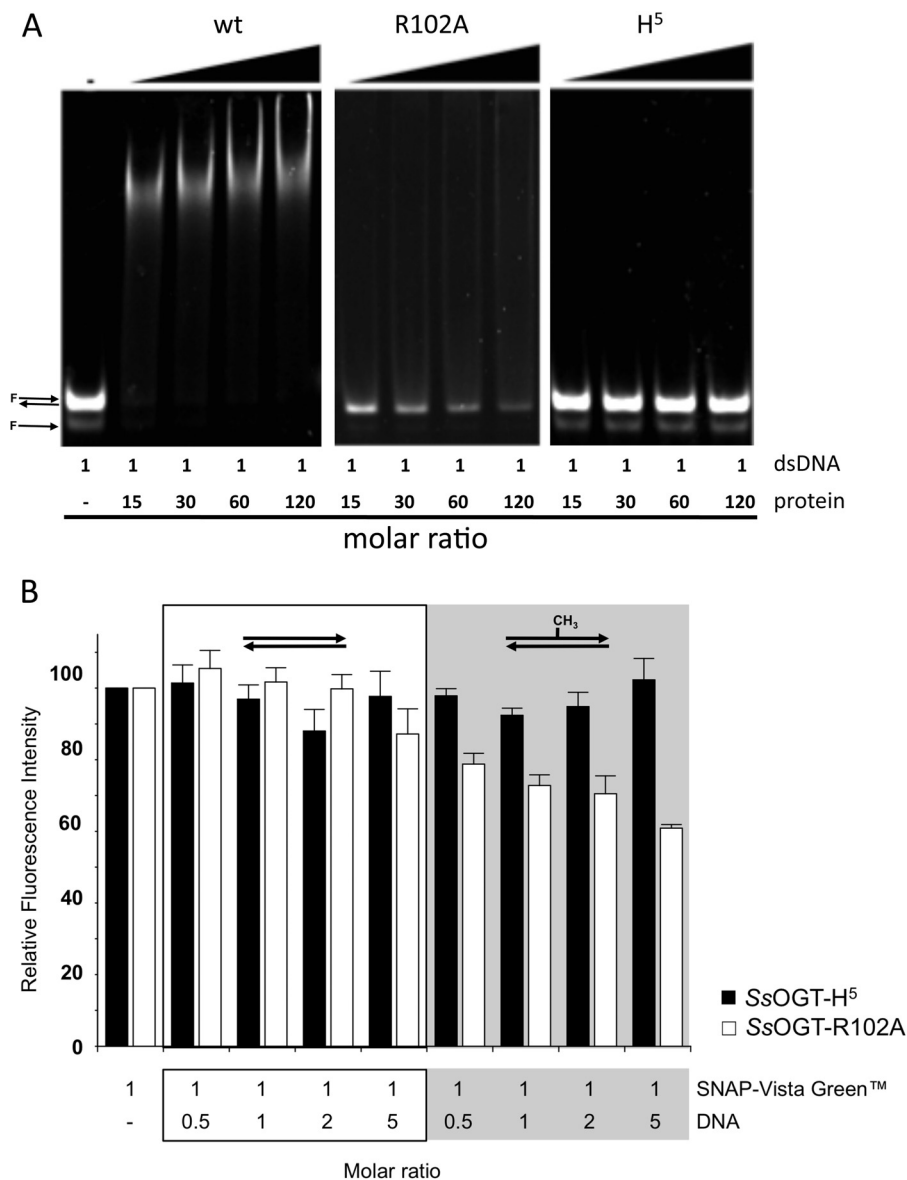 A
wt R102A H⁵
-
F
F
1 1 1 1 1 1 1 1 1 1 1 1 1 dsDNA
- 15 30 60 120 15 30 60 120 15 30 60 120 protein
molar ratio
B
CH₃
100
80
60
40
20
0
Relative Fluorescence Intensity
SsOGT-H⁵
SsOGT-R102A
1 1 1 1 1 1 1 1 1 SNAP-Vista Green™
- 0.5 1 2 5 0.5 1 2 5 DNA
Molar ratio